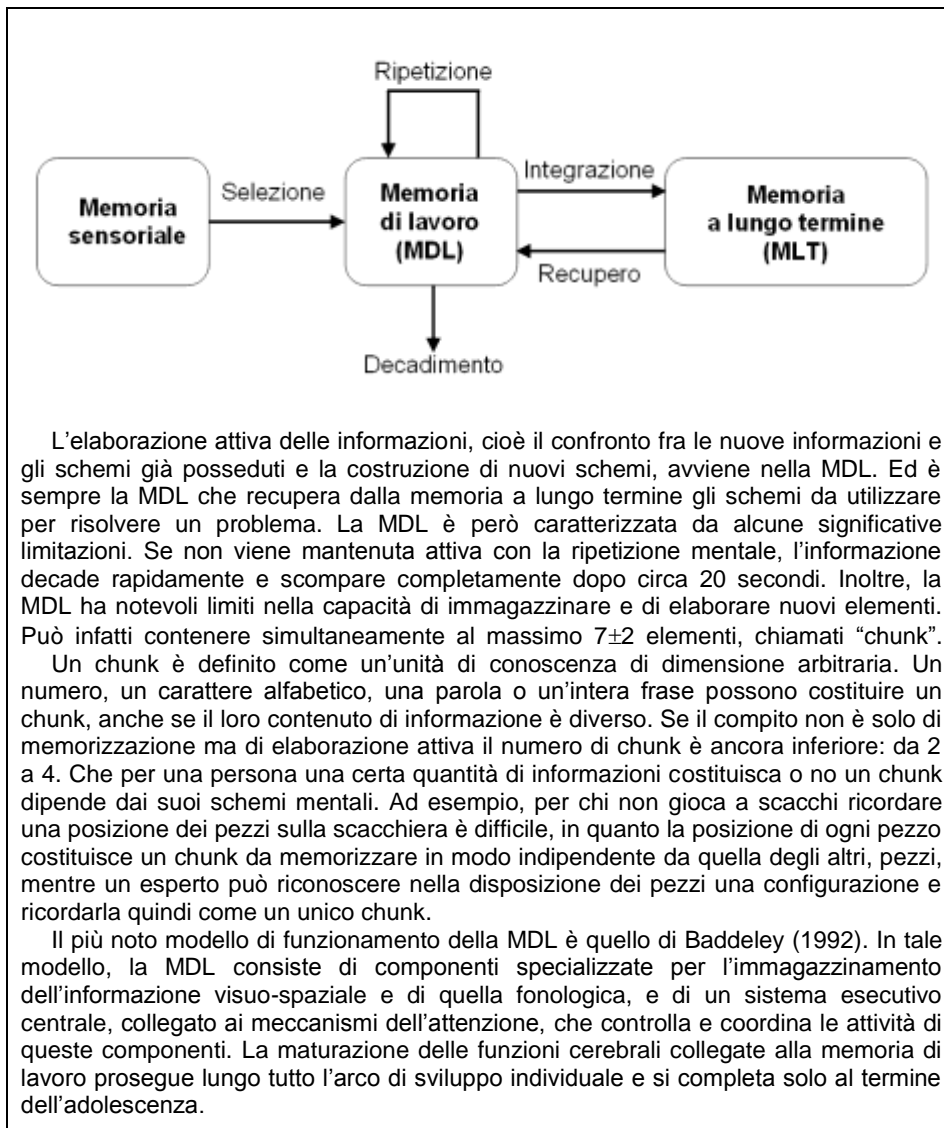 Ripetizione
Selezione
Integrazione
Memoria
sensoriale
Memoria
di lavoro
(MDL)
Memoria
a lungo termine
(MLT)
Recupero
Decadimento
L’elaborazione attiva delle informazioni, cioè il confronto fra le nuove informazioni e
gli schemi già posseduti e la costruzione di nuovi schemi, avviene nella MDL. Ed è
sempre la MDL che recupera dalla memoria a lungo termine gli schemi da utilizzare
per risolvere un problema. La MDL è però caratterizzata da alcune significative
limitazioni. Se non viene mantenuta attiva con la ripetizione mentale, l’informazione
decade rapidamente e scompare completamente dopo circa 20 secondi. Inoltre, la
MDL ha notevoli limiti nella capacità di immagazzinare e di elaborare nuovi elementi.
Può infatti contenere simultaneamente al massimo 7±2 elementi, chiamati “chunk”.
Un chunk è definito come un’unità di conoscenza di dimensione arbitraria. Un
numero, un carattere alfabetico, una parola o un’intera frase possono costituire un
chunk, anche se il loro contenuto di informazione è diverso. Se il compito non è solo di
memorizzazione ma di elaborazione attiva il numero di chunk è ancora inferiore: da 2
a 4. Che per una persona una certa quantità di informazioni costituisca o no un chunk
dipende dai suoi schemi mentali. Ad esempio, per chi non gioca a scacchi ricordare
una posizione dei pezzi sulla scacchiera è difficile, in quanto la posizione di ogni pezzo
costituisce un chunk da memorizzare in modo indipendente da quella degli altri, pezzi,
mentre un esperto può riconoscere nella disposizione dei pezzi una configurazione e
ricordarla quindi come un unico chunk.
Il più noto modello di funzionamento della MDL è quello di Baddeley (1992). In tale
modello, la MDL consiste di componenti specializzate per l’immagazzinamento
dell’informazione visuo-spaziale e di quella fonologica, e di un sistema esecutivo
centrale, collegato ai meccanismi dell’attenzione, che controlla e coordina le attività di
queste componenti. La maturazione delle funzioni cerebrali collegate alla memoria di
lavoro prosegue lungo tutto l’arco di sviluppo individuale e si completa solo al termine
dell’adolescenza.